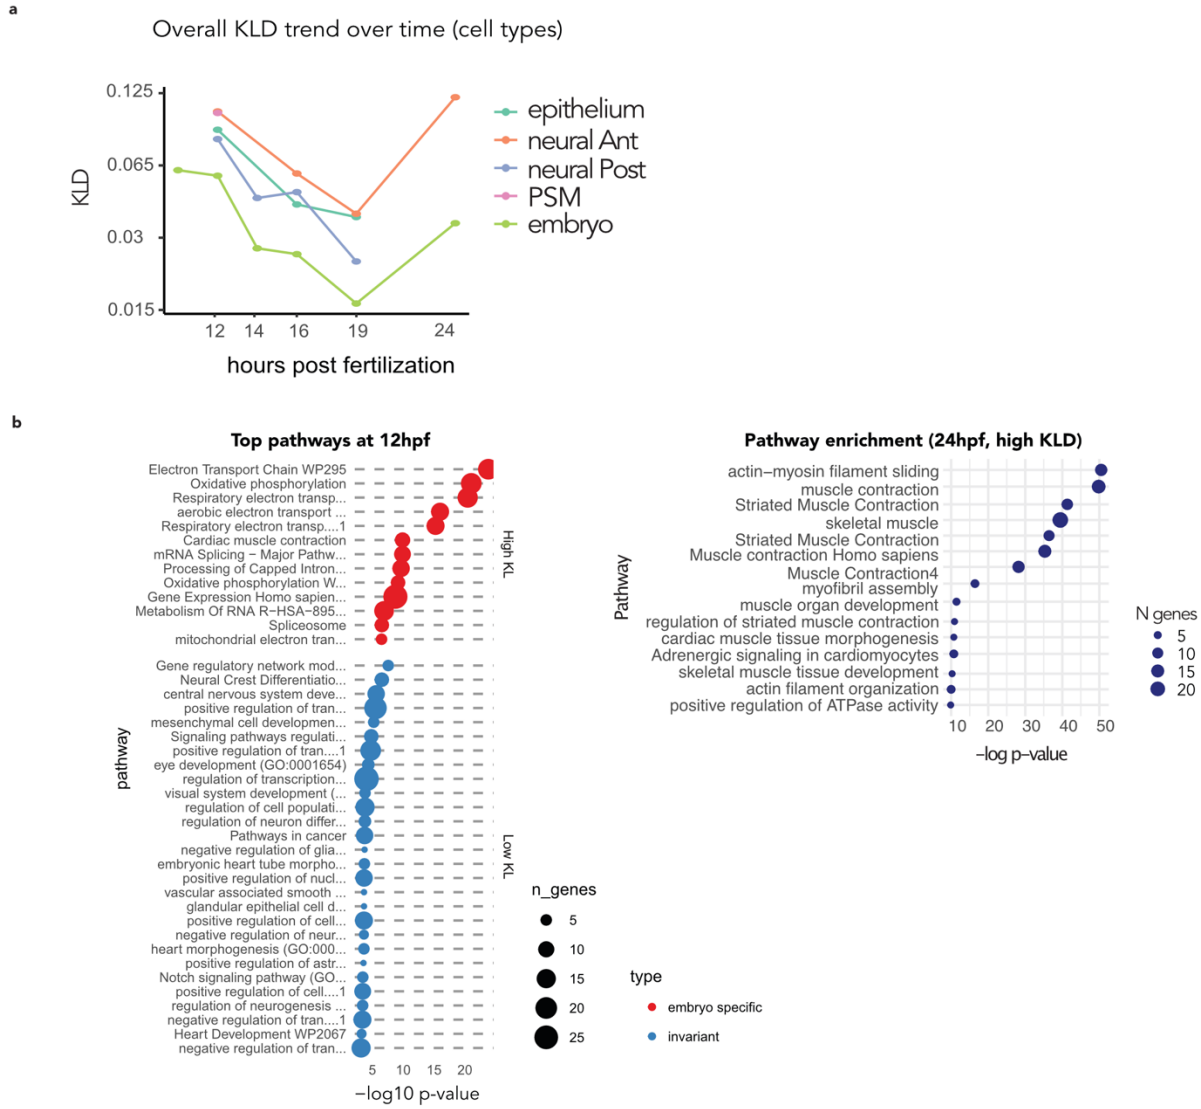 a
Overall KLD trend over time (cell types)
0.125
0.065
0.03
0.015
KLD
12 14 16 19 24
hours post fertilization
epithelium
neural Ant
neural Post
PSM
embryo
b
Top pathways at 12hpf
Electron Transport Chain WP295
Oxidative phosphorylation
Respiratory electron transp...
aerobic electron transport ...
Respiratory electron transp....1
Cardiac muscle contraction
mRNA Splicing − Major Pathw...
Processing of Capped Intron...
Oxidative phosphorylation W...
Gene Expression Homo sapien...
Metabolism Of RNA R−HSA−895...
Spliceosome
mitochondrial electron tran...
High KL
Gene regulatory network mod...
Neural Crest Differentiatio...
central nervous system deve...
positive regulation of tran...
mesenchymal cell developmen...
Signaling pathways regulati...
positive regulation of tran....1
eye development (GO:0001654)
regulation of transcription...
visual system development (...
regulation of cell populati...
regulation of neuron differ...
Pathways in cancer
negative regulation of glia...
embryonic heart tube morpho...
positive regulation of nucl...
vascular associated smooth ...
glandular epithelial cell d...
positive regulation of cell...
negative regulation of neur...
heart morphogenesis (GO:000...
positive regulation of astr...
Notch signaling pathway (GO...
positive regulation of cell....1
regulation of neurogenesis ...
negative regulation of tran....1
Heart Development WP2067
negative regulation of tran...
Low KL
pathway
5 10 15 20
−log10 p-value
n_genes
5
10
15
20
25
type
embryo specific
invariant
Pathway enrichment (24hpf, high KLD)
actin−myosin filament sliding
muscle contraction
Striated Muscle Contraction
skeletal muscle
Striated Muscle Contraction
Muscle contraction Homo sapiens
Muscle Contraction4
myofibril assembly
muscle organ development
regulation of striated muscle contraction
cardiac muscle tissue morphogenesis
Adrenergic signaling in cardiomyocytes
skeletal muscle tissue development
actin filament organization
positive regulation of ATPase activity
Pathway
10 20 30 40 50
−log p−value
N genes
5
10
15
20